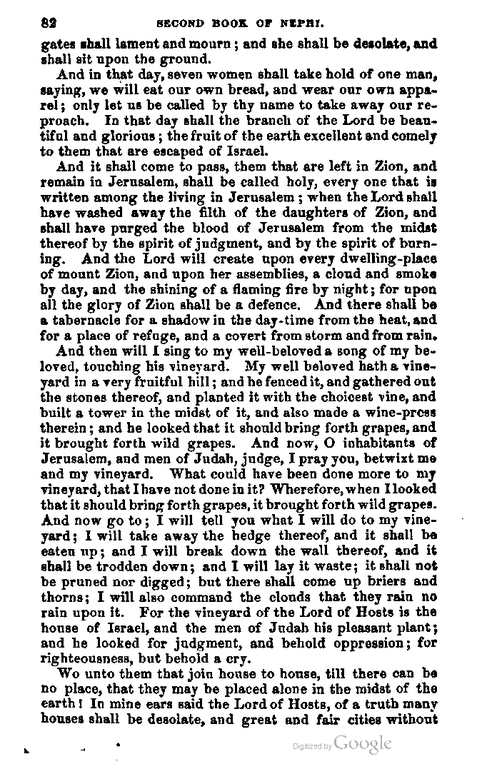 82 SECOND BOOK OF NEPHI.
gates shall lament and mourn ; and she shall be desolate, and
shall sit upon the ground.
And in that day, seven women shall take hold of one man,
saying, we will eat our own bread, and wear our own appa-
rel ; only let us be called by thy name to take away our re-
proach. In that day shall the branch of the Lord be beau-
tiful and glorious ; the fruit of the earth excellent and comely
to them that are escaped of Israel.
And it shall come to pass, them that are left in Zion, and
remain in Jerusalem, shall be called holy, every one that is
written among the living in Jerusalem ; when the Lord shall
have washed away the filth of the daughters of Zion, and
shall have purged the blood of Jerusalem from the midst
thereof by the spirit of judgment, and by the spirit of burn-
ing. And the Lord will create upon every dwelling-place
of mount Zion, and upon her assemblies, a cloud and smoke
by day, and the shining of a flaming fire by night ; for upon
all the glory of Zion shall be a defence. And there shall be
a tabernacle for a shadow in the day-time from the heat, and
for a place of refuge, and a covert from storm and from rain.
And then will I sing to my well-beloved a song of my be-
loved, touching his vineyard. My well beloved hath a vine-
yard in a very fruitful hill ; and he fenced it, and gathered out
the stones thereof, and planted it with the choicest vine, and
built a tower in the midst of it, and also made a wine-press
therein ; and he looked that it should bring forth grapes, and
it brought forth wild grapes. And now, O inhabitants of
Jerusalem, and men of Judah, judge, I pray you, betwixt me
and my vineyard. What could have been done more to my
vineyard, that I have not done in it? Wherefore, when I looked
that it should bring forth grapes, it brought forth wild grapes.
And now go to ; I will tell you what I will do to my vine-
yard ; I will take away the hedge thereof, and it shall be
eaten up ; and I will break down the wall thereof, and it
shall be trodden down ; and I will lay it waste ; it shall not
be pruned nor digged ; but there shall come up briers and
thorns ; I will also command the clouds that they rain no
rain upon it. For the vineyard of the Lord of Hosts is the
house of Israel, and the men of Judah his pleasant plant ;
and he looked for judgment, and behold oppression ; for
righteousness, but behold a cry.
Wo unto them that join house to house, till there can be
no place, that they may be placed alone in the midst of the
earth ! In mine ears said the Lord of Hosts, of a truth many
houses shall be desolate, and great and fair cities without
Digitized by Google